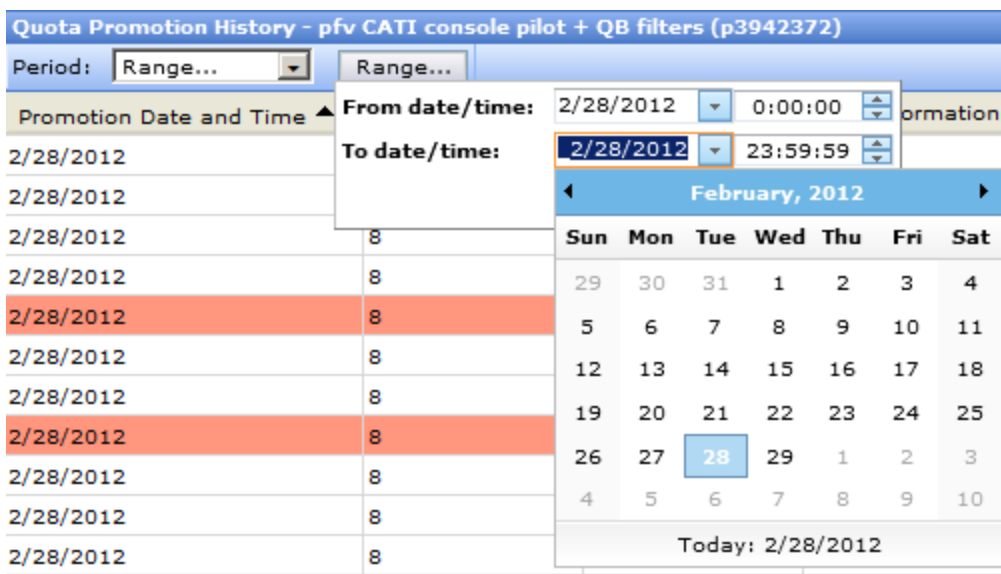 Quota Promotion History - pfv CATI console pilot + QB filters (p3942372)
Period: Range... Range...
Promotion Date and Time ormation
From date/time: 2/28/2012 0:00:00
To date/time: 2/28/2012 23:59:59
February, 2012
Sun Mon Tue Wed Thu Fri Sat
29 30 31 1 2 3 4
5 6 7 8 9 10 11
12 13 14 15 16 17 18
19 20 21 22 23 24 25
26 27 28 29 1 2 3
4 5 6 7 8 9 10
Today: 2/28/2012
2/28/2012
2/28/2012
2/28/2012 8
2/28/2012 8
2/28/2012 8
2/28/2012 8
2/28/2012 8
2/28/2012 8
2/28/2012 8
2/28/2012 8
2/28/2012 8